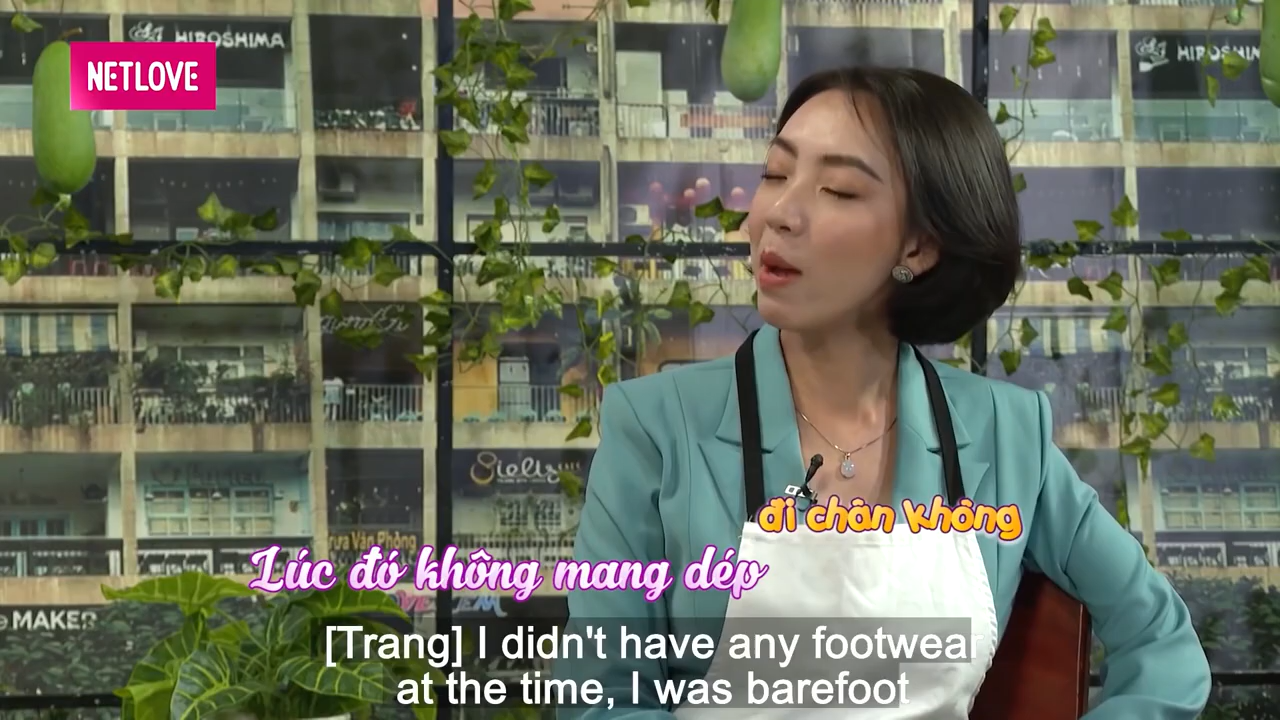 HIROSHIMA
NETLOVE
HIROSHIM
đi chân không
Lúc đó không mang dép
MAKER
[Trang] I didn't have any footwear
at the time, I was barefoot